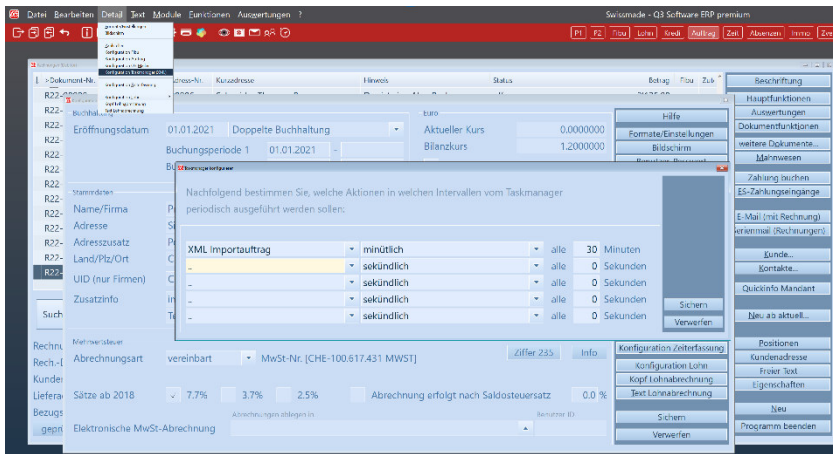 Datei Bearbeiten Detail Text Module Funktionen Auswertungen ?
Swissmade - Q3 Software ERP premium
P1 P2 Fibu Lohn Kredi Auftrag Zeit Absenzen Immo
Bildschirm
>Dokument-Nr. Kurzadresse Hinweis Status Betrag Fibu
Beschriftung
Hauptfunktionen
Auswertungen
Dokumentfunktionen
weitere Dokumente...
Mahnwesen
Zahlung buchen
ES-Zahlungseingänge
E-Mail (mit Rechnung)
Serienmail (Rechnungen)
Kunde...
Kontakte...
Quickinfo Mandant
Neu ab aktuell...
Positionen
Kundenadresse
Freier Text
Eigenschaften
Neu
Programm beenden
R22-
R22-
R22-
R22-
R22-
R22-
R22-
R22-
R22-
Such
Eröffnungsdatum 01.01.2021 Doppelte Buchhaltung
Buchungsperiode 1 01.01.2021 -
Euro
Aktueller Kurs 0.0000000
Bilanzkurs 1.2000000
Hilfe
Formate/Einstellungen
Bildschirm
Stammdaten
Name/Firma
Adresse
Adresszusatz
Land/Plz/Ort
UID (nur Firmen)
Zusatzinfo
Nachfolgend bestimmen Sie, welche Aktionen in welchen Intervallen vom Taskmanager
periodisch ausgeführt werden sollen:
XML Importauftrag minütlich alle 30 Minuten
- sekündlich alle 0 Sekunden
- sekündlich alle 0 Sekunden
- sekündlich alle 0 Sekunden
- sekündlich alle 0 Sekunden
Sichern
Verwerfen
Mehrwertsteuer
Abrechnungsart vereinbart MwSt-Nr. [CHE-100.617.431 MWST] Ziffer 235 Info
Sätze ab 2018 7.7% 3.7% 2.5% Abrechnung erfolgt nach Saldosteuersatz 0.0 %
Abrechnungen ablegen in: Benutzer ID
Elektronische MwSt-Abrechnung
Konfiguration Zeiterfassung
Konfiguration Lohn
Kopf Lohnabrechnung
Text Lohnabrechnung
Sichern
Verwerfen